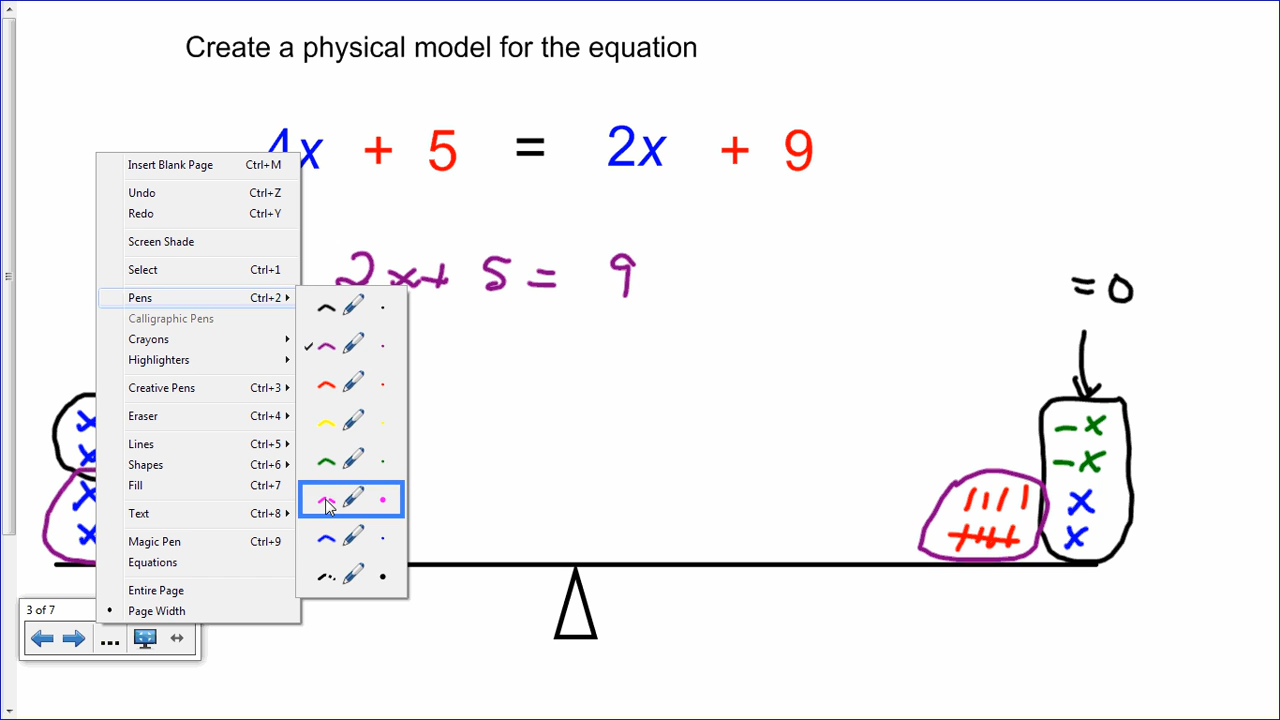 Create a physical model for the equation
4x + 5 = 2x + 9
2x + 5 = 9
= 0
Insert Blank Page Ctrl+M
Undo Ctrl+Z
Redo Ctrl+Y
Screen Shade
Select Ctrl+1
Pens Ctrl+2
Calligraphic Pens
Crayons
Highlighters
Creative Pens Ctrl+3
Eraser Ctrl+4
Lines Ctrl+5
Shapes Ctrl+6
Fill Ctrl+7
Text Ctrl+8
Magic Pen Ctrl+9
Equations
Entire Page
Page Width
x
x
x
x
-x
-x
x
x
3 of 7
...